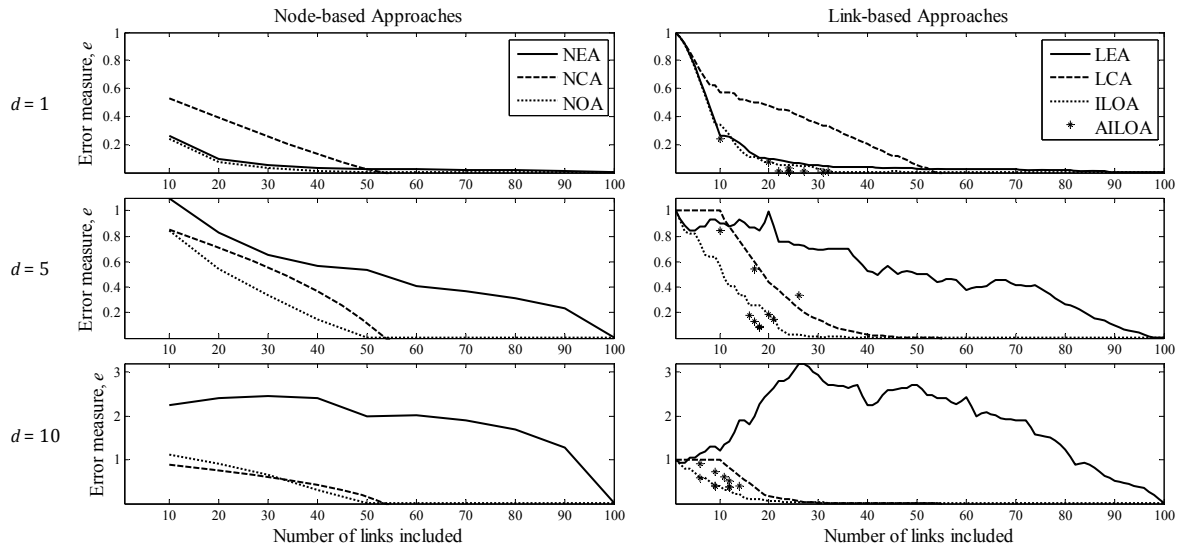 Node-based Approaches
Link-based Approaches
d = 1
Error measure, e
1
0.8
0.6
0.4
0.2
10 20 30 40 50 60 70 80 90 100
NEA
NCA
NOA
1
0.8
0.6
0.4
0.2
10 20 30 40 50 60 70 80 90 100
LEA
LCA
ILOA
AILOA
d = 5
Error measure, e
1
0.8
0.6
0.4
0.2
10 20 30 40 50 60 70 80 90 100
1
0.8
0.6
0.4
0.2
10 20 30 40 50 60 70 80 90 100
d = 10
Error measure, e
3
2
1
10 20 30 40 50 60 70 80 90 100
Number of links included
3
2
1
10 20 30 40 50 60 70 80 90 100
Number of links included